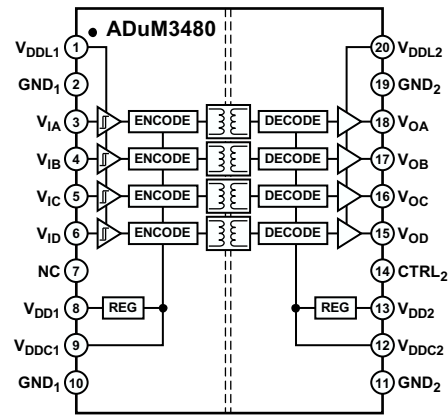 ADuM3480
VDDL1 1 20 VDDL2
GND1 2 19 GND2
VIA 3 ENCODE DECODE 18 VOA
VIB 4 ENCODE DECODE 17 VOB
VIC 5 ENCODE DECODE 16 VOC
VID 6 ENCODE DECODE 15 VOD
NC 7 14 CTRL2
VDD1 8 REG REG 13 VDD2
VDDC1 9 12 VDDC2
GND1 10 11 GND2